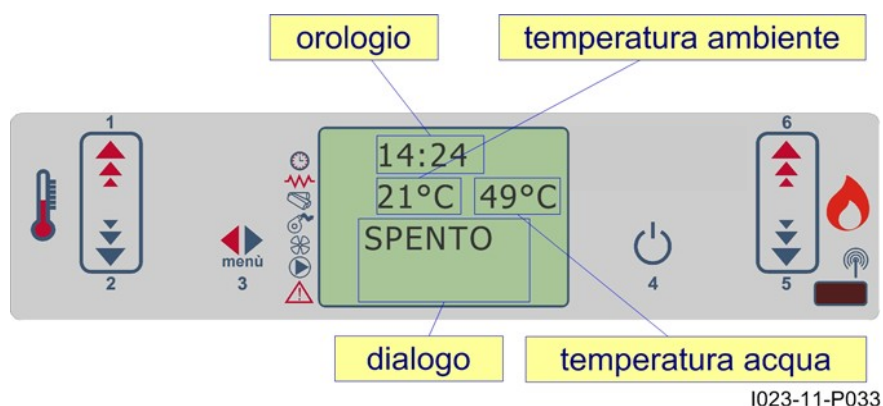 orologio
temperatura ambiente
1
6
14:24
21°C
49°C
SPENTO
menù
2
3
4
5
dialogo
temperatura acqua
I023-11-P033